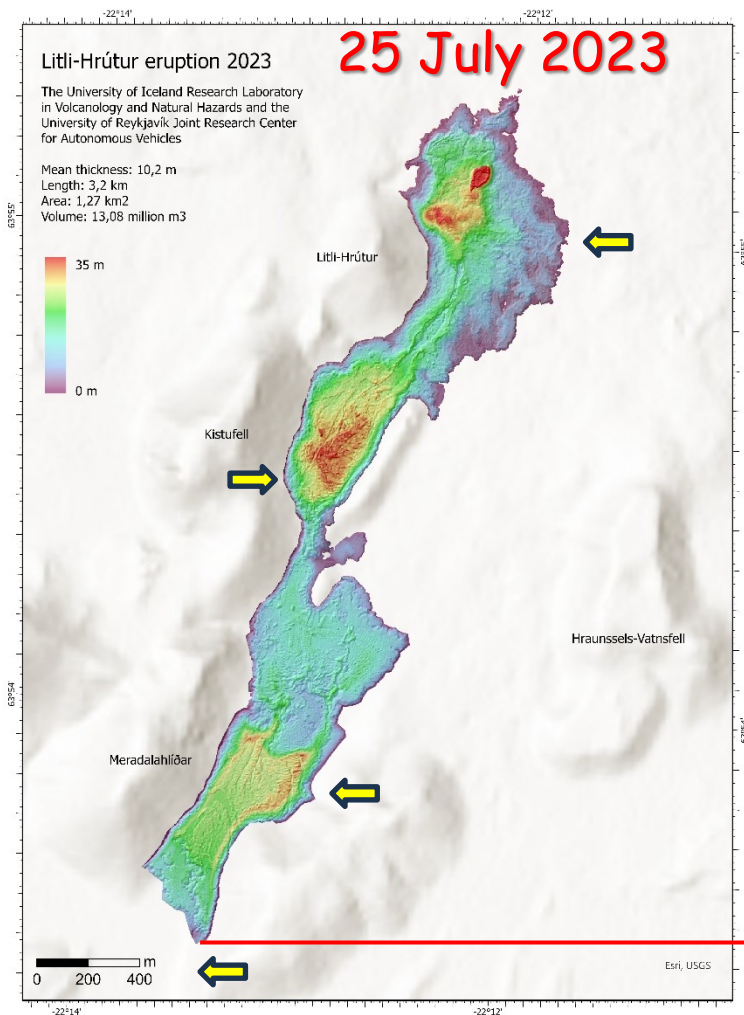 -22°14'
-22°12'
25 July 2023
Litli-Hrútur eruption 2023
The University of Iceland Research Laboratory
in Volcanology and Natural Hazards and the
University of Reykjavík Joint Research Center
for Autonomous Vehicles
Mean thickness: 10,2 m
Length: 3,2 km
Area: 1,27 km2
Volume: 13,08 million m3
63°55'
Litli-Hrútur
35 m
0 m
Kistufell
Hraunssels-Vatnsfell
63°54'
Meradalahlíðar
m
0 200 400
Esri, USGS
-22°14'
-22°12'